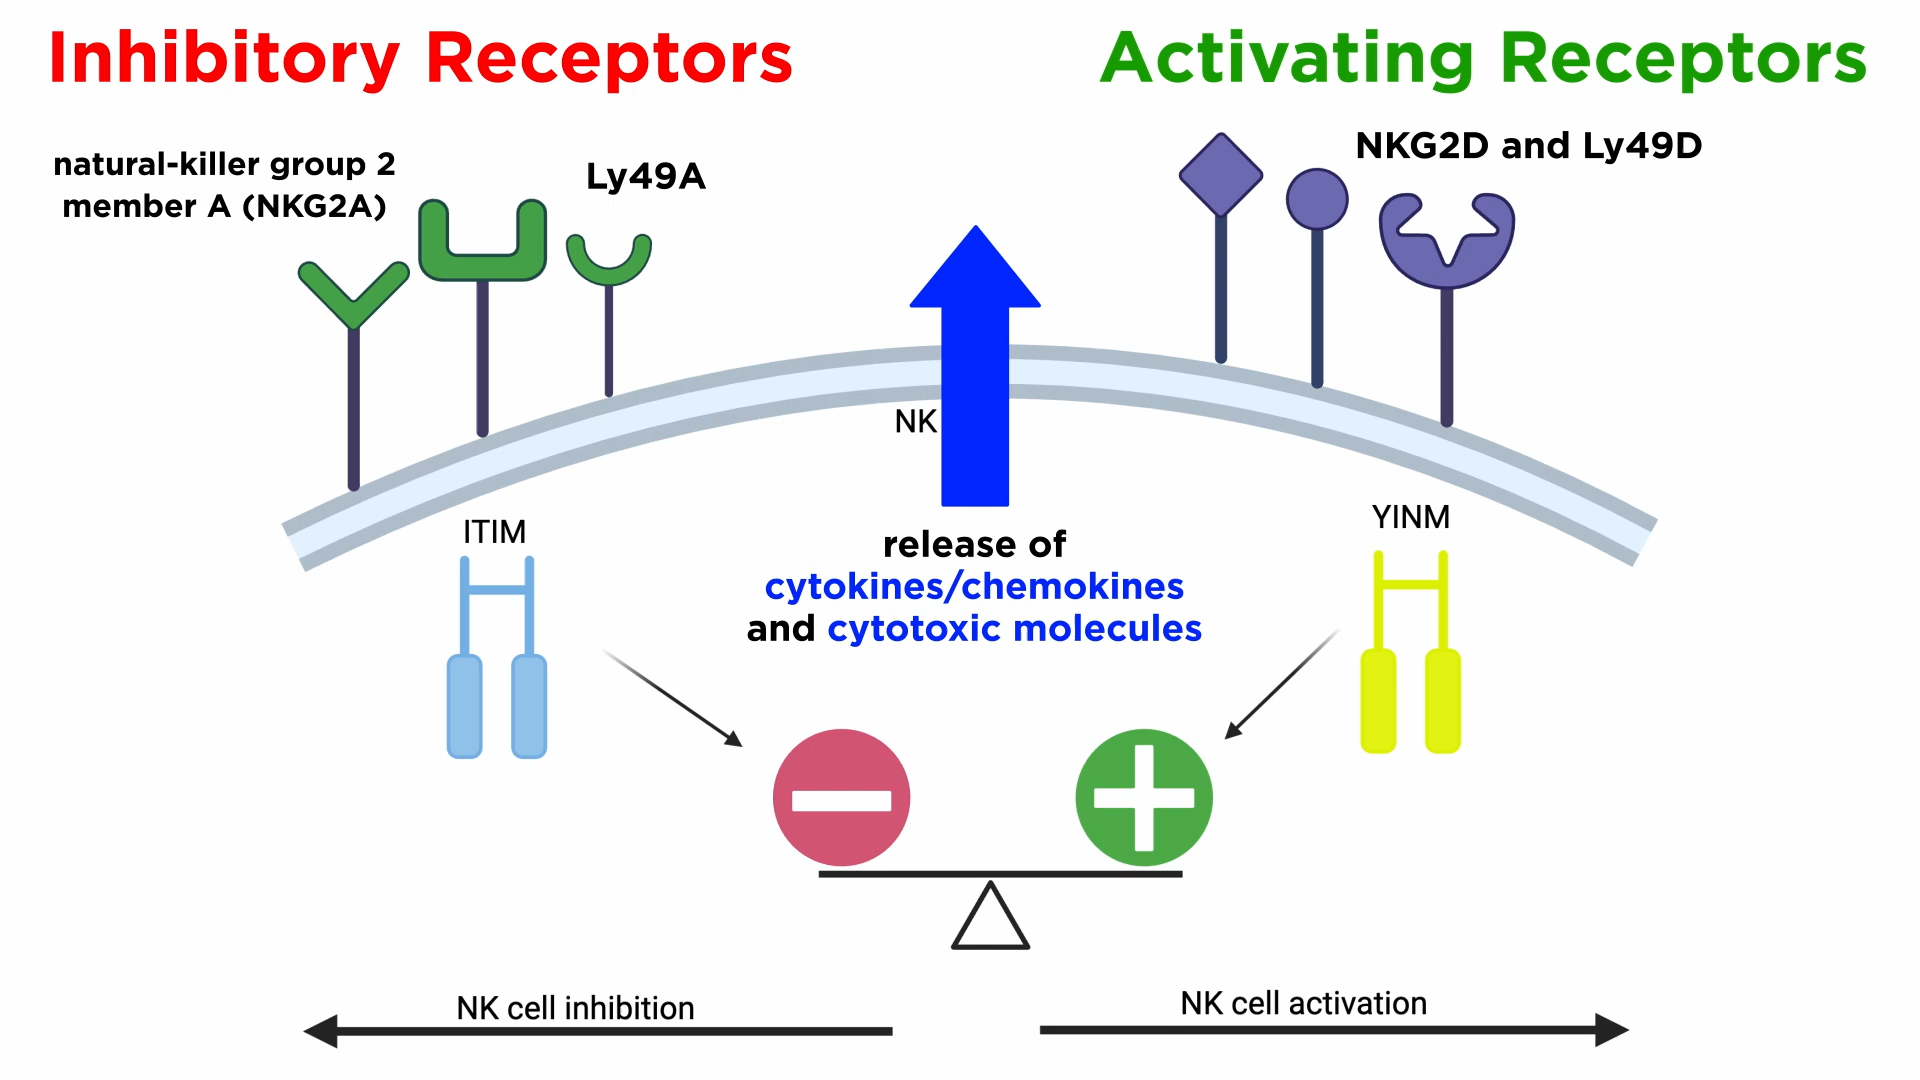 Inhibitory Receptors
Activating Receptors
natural-killer group 2
member A (NKG2A)
Ly49A
NKG2D and Ly49D
NK
ITIM
YINM
release of
cytokines/chemokines
and cytotoxic molecules
NK cell inhibition
NK cell activation